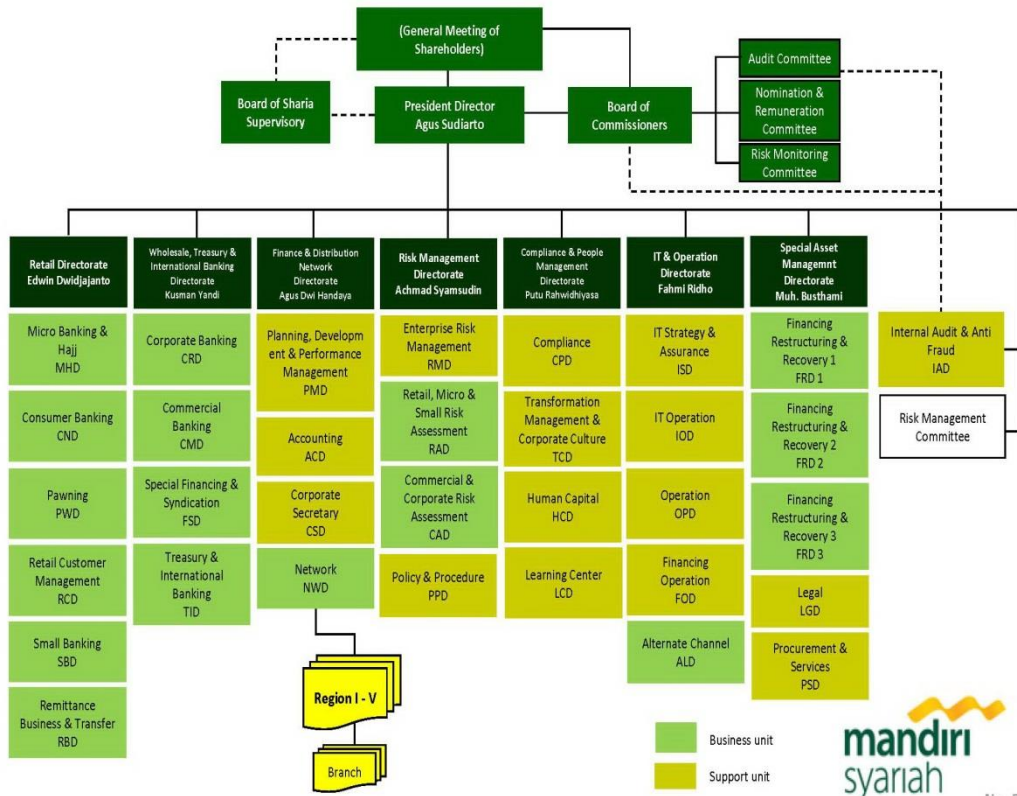 (General Meeting of
Shareholders)
Board of Sharia
Supervisory
President Director
Agus Sudiarto
Board of
Commissioners
Audit Committee
Nomination &
Remuneration
Committee
Risk Monitoring
Committee
Retail Directorate
Edwin Dwidjajanto
Micro Banking &
Hajj
MHD
Consumer Banking
CND
Pawning
PWD
Retail Customer
Management
RCD
Small Banking
SBD
Remittance
Business & Transfer
RBD
Wholesale, Treasury &
International Banking
Directorate
Kusman Yandi
Corporate Banking
CRD
Commercial
Banking
CMD
Special Financing &
Syndication
FSD
Treasury &
International
Banking
TID
Finance & Distribution
Network
Directorate
Agus Dwi Handaya
Planning, Develop
ment & Performance
Management
PMD
Accounting
ACD
Corporate
Secretary
CSD
Network
NWD
Region I - V
Branch
Risk Management
Directorate
Achmad Syamsudin
Enterprise Risk
Management
RMD
Retail, Micro &
Small Risk
Assessment
RAD
Commercial &
Corporate Risk
Assessment
CAD
Policy & Procedure
PPD
Compliance & People
Management
Directorate
Putu Rahwidhiyasa
Compliance
CPD
Transformation
Management &
Corporate Culture
TCD
Human Capital
HCD
Learning Center
LCD
IT & Operation
Directorate
Fahmi Ridho
IT Strategy &
Assurance
ISD
IT Operation
IOD
Operation
OPD
Financing
Operation
FOD
Alternate Channel
ALD
Special Asset
Managemnt
Directorate
Muh. Busthami
Financing
Restructuring &
Recovery 1
FRD 1
Financing
Restructuring &
Recovery 2
FRD 2
Financing
Restructuring &
Recovery 3
FRD 3
Legal
LGD
Procurement &
Services
PSD
Internal Audit & Anti
Fraud
IAD
Risk Management
Committee
Business unit
Support unit
mandiri
syariah